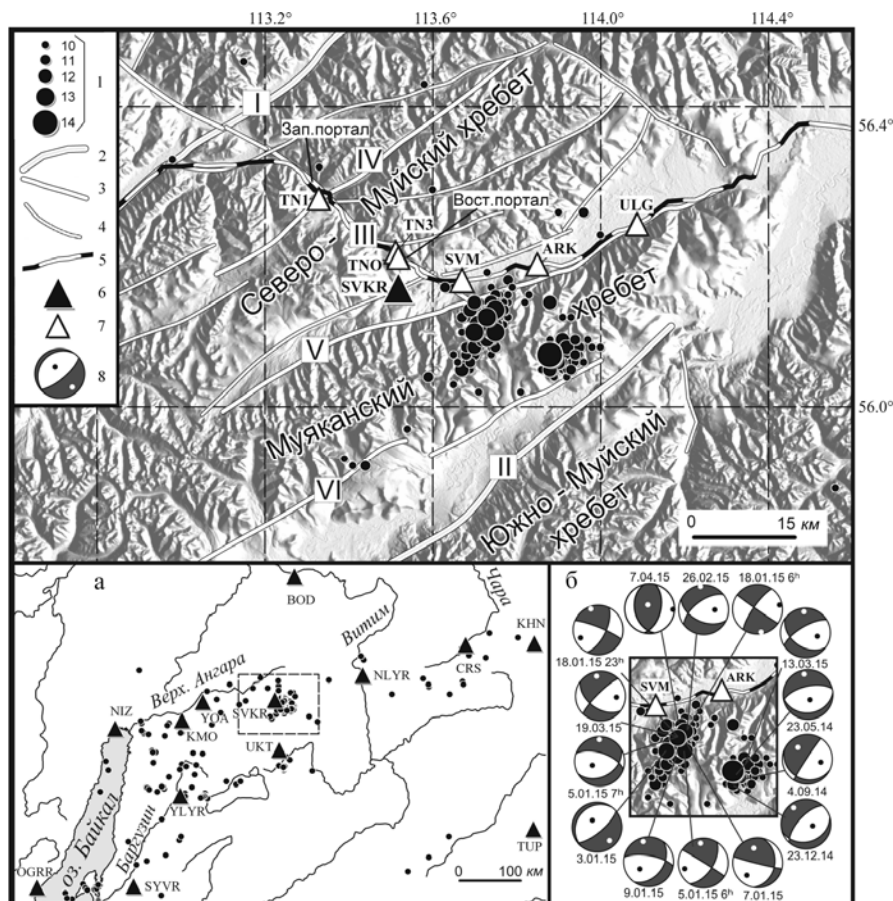 113.2° 113.6° 114.0° 114.4°
56.4°
56.0°
10
11
12
13
14
1
2
3
4
5
6
7
8
I
Зап.портал
IV
Северо - Муйский хребет
TN1
III
TN3
Вост.портал
TNO
SVM
ARK
ULG
SVKR
V
Муяканский хребет
II
VI
Южно - Муйский
хребет
0 15 км
а
BOD
Витим
Чара
KHN
CRS
NLYR
Верх. Ангара
NIZ
YOA
SVKR
KMO
UKT
YLYR
оз. Байкал
Баргузин
TUP
OGRR
SYVR
0 100 км
б
7.04.15
26.02.15
18.01.15 6h
18.01.15 23h
13.03.15
SVM
ARK
19.03.15
23.05.14
5.01.15 7h
4.09.14
3.01.15
23.12.14
9.01.15
5.01.15 6h
7.01.15